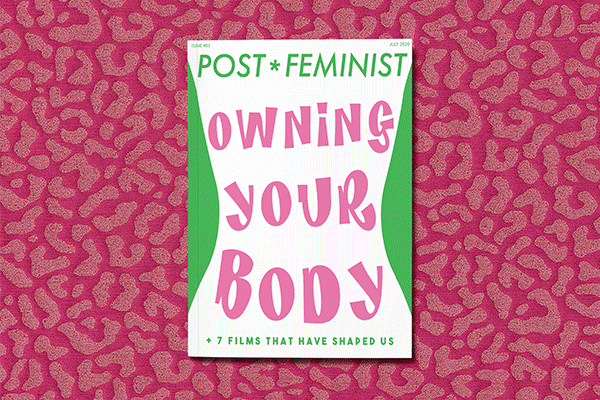 ISSUE #03
JULY 2020
POST*FEMINIST
OWNiNG
YOUR
BODY
+ 7 FILMS THAT HAVE SHAPED US